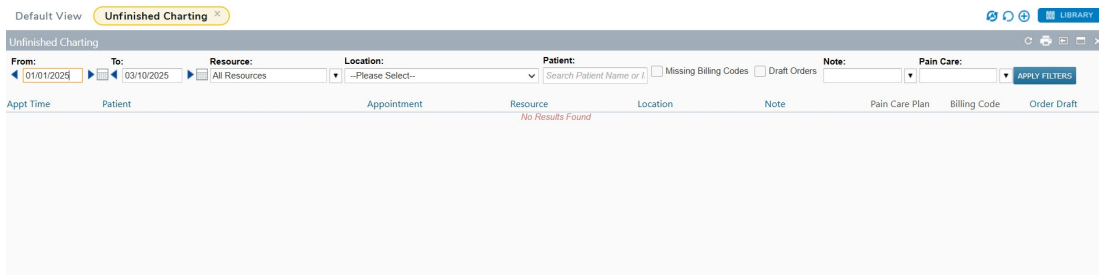 Default View Unfinished Charting × LIBRARY
Unfinished Charting
From: To: Resource: Location: Patient: Note: Pain Care:
01/01/2025 03/10/2025 All Resources --Please Select-- Search Patient Name or I. Missing Billing Codes Draft Orders APPLY FILTERS
Appt Time Patient Appointment Resource Location Note Pain Care Plan Billing Code Order Draft
No Results Found